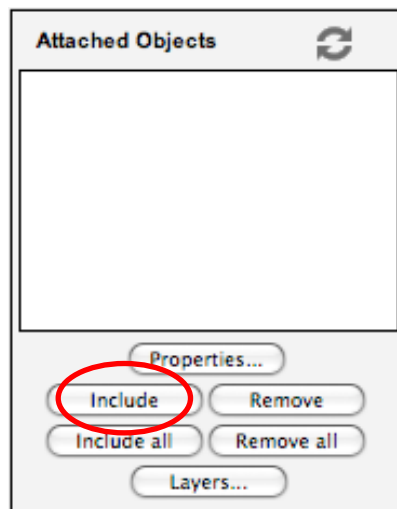 Attached Objects
Properties...
Include Remove
Include all Remove all
Layers...